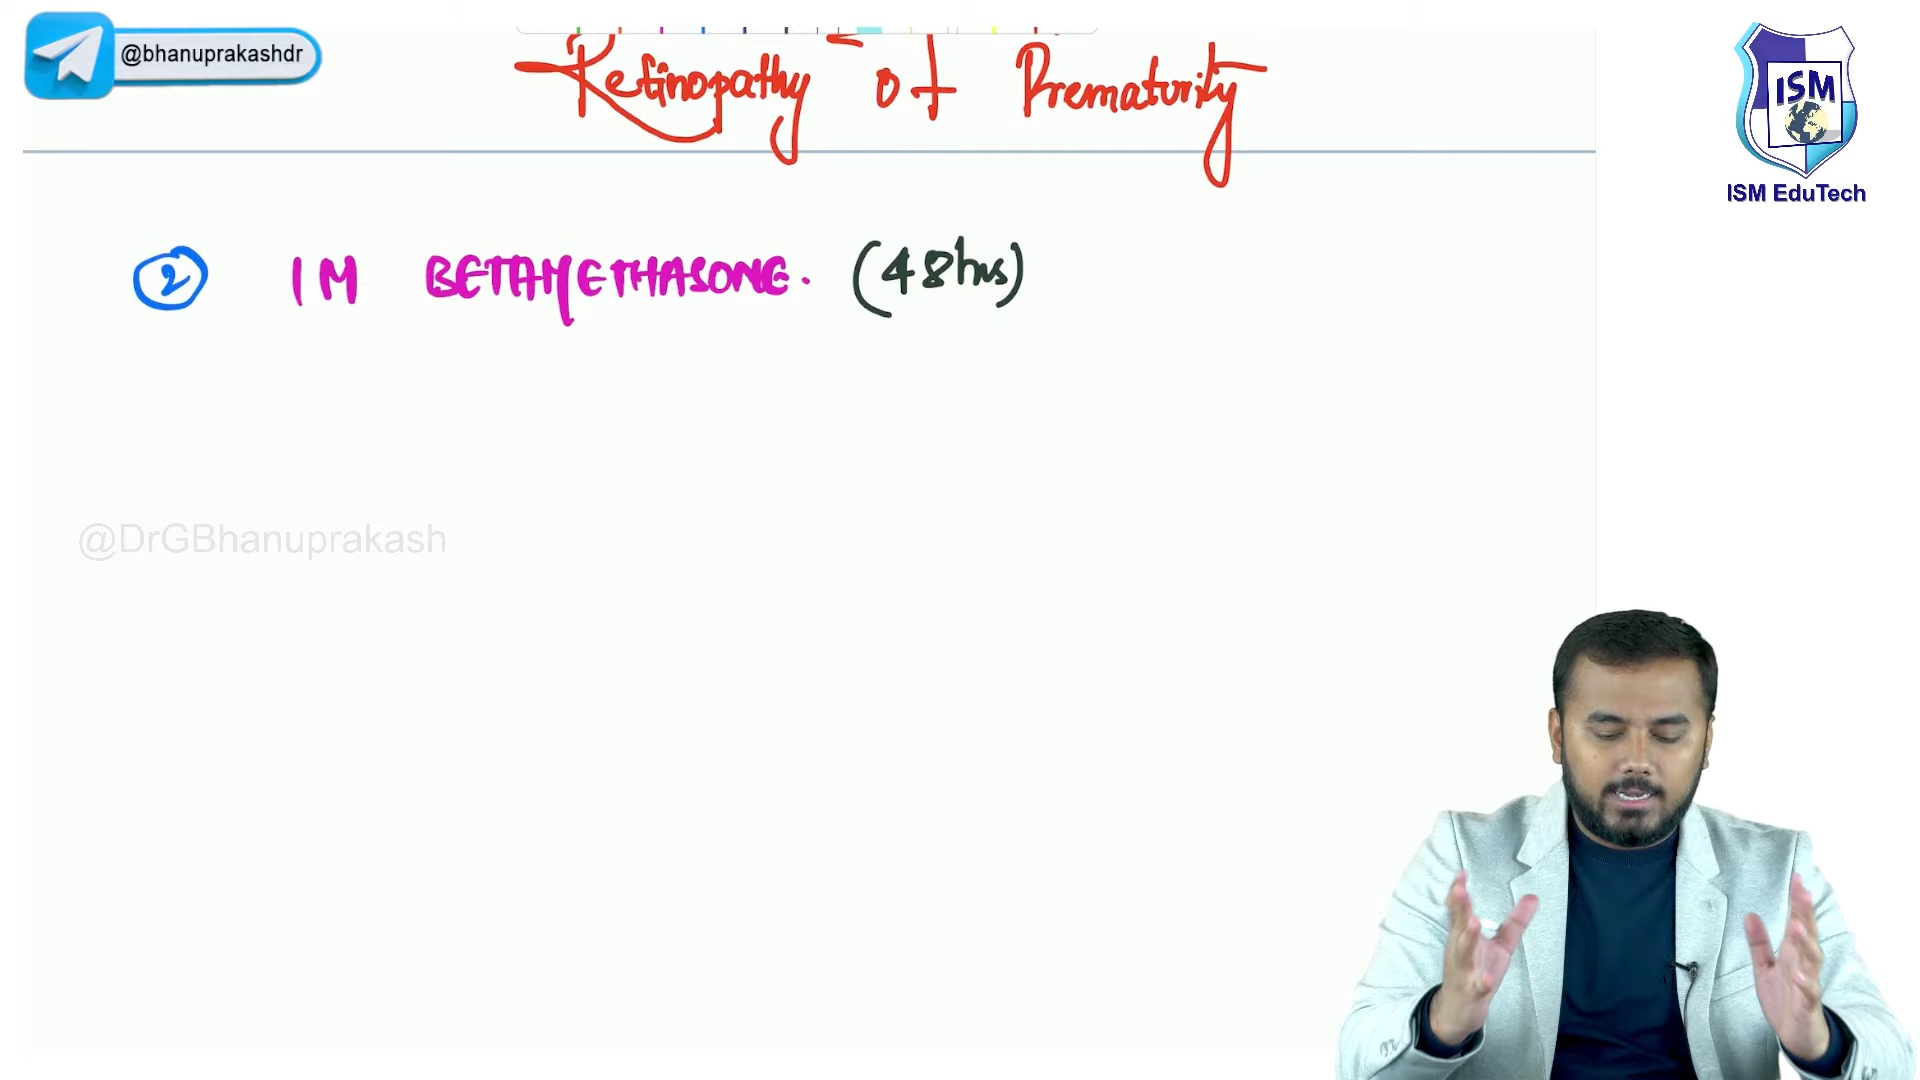 @bhanuprakashdr
Retinopathy of Prematurity
ISM
ISM EduTech
2 IM BETAMETHASONE. (48hrs)
@DrGBhanuprakash